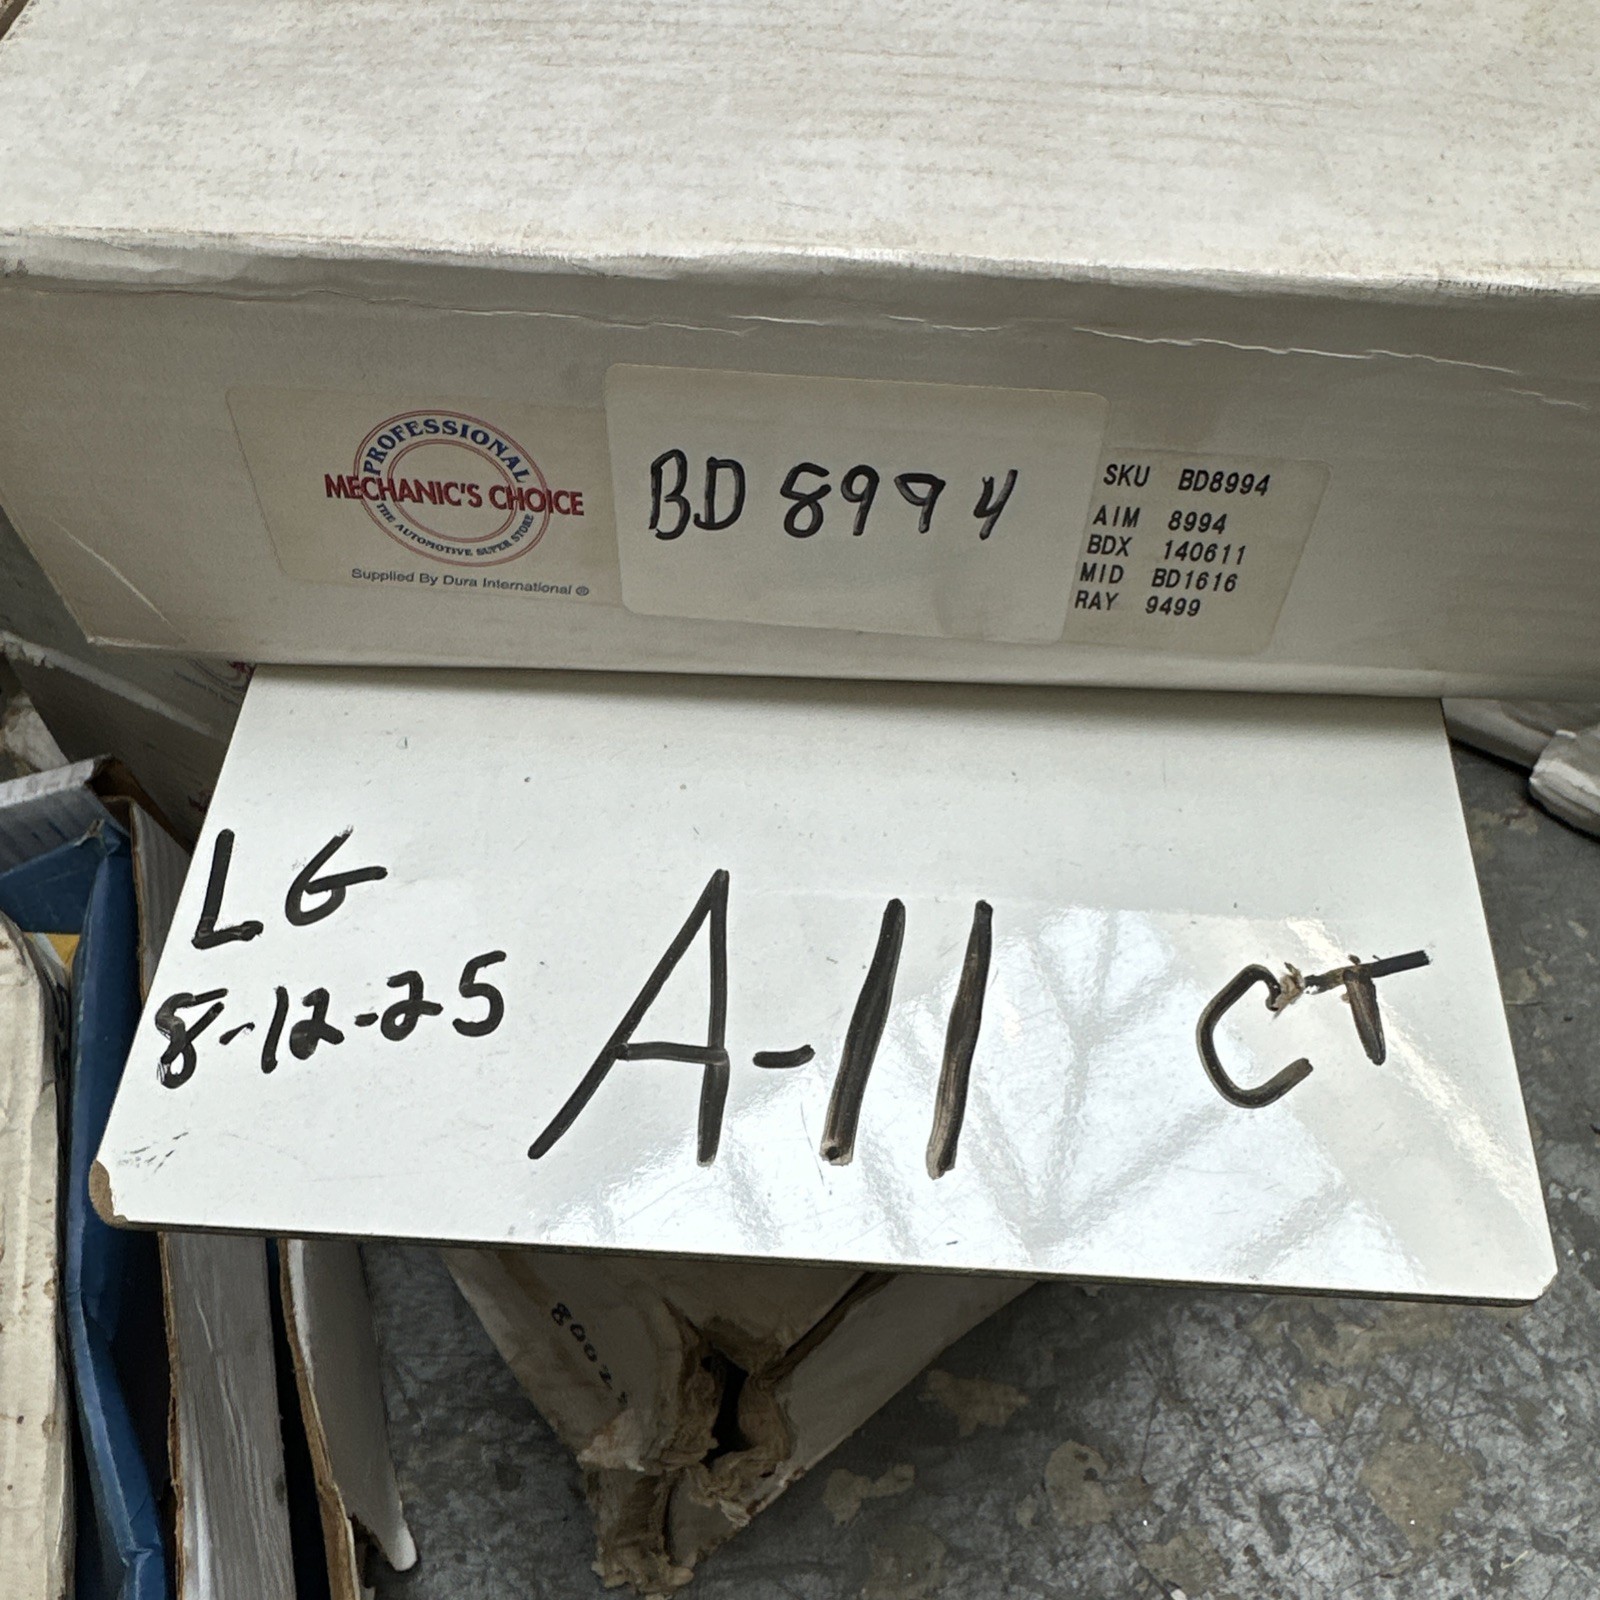 PROFESSIONAL
MECHANIC'S CHOICE
THE AUTOMOTIVE SUPER STORE
Supplied By Dura International ®
BD 8994
SKU BD8994
AIM 8994
BDX 140611
MID BD1616
RAY 9499
LG
8-12-25
A-11
CT